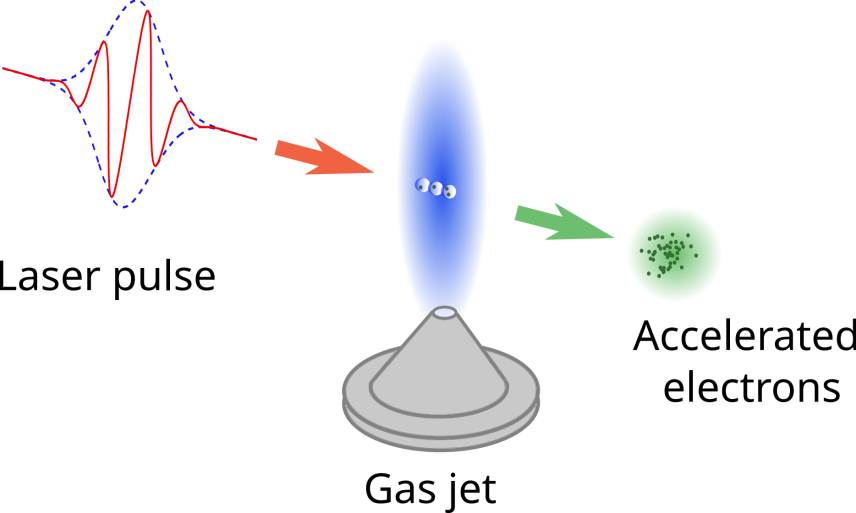 Laser pulse
Accelerated
electrons
Gas jet